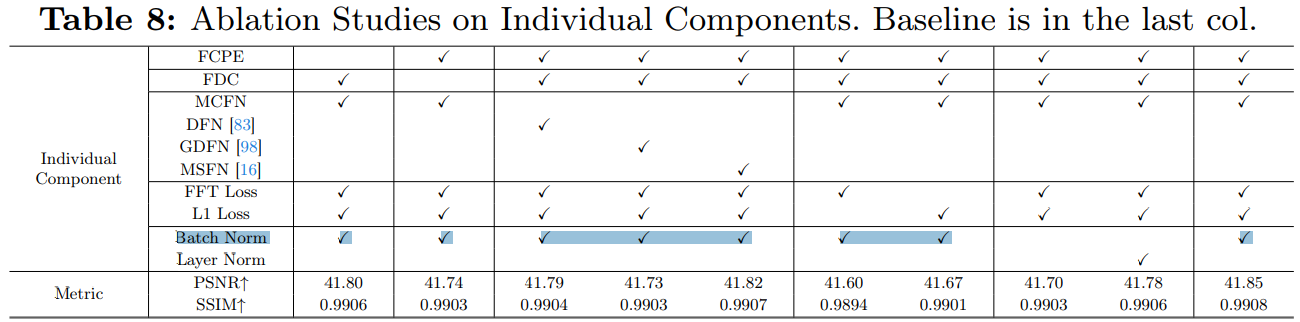 Table 8: Ablation Studies on Individual Components. Baseline is in the last col.
FCPE ✓ ✓ ✓ ✓ ✓ ✓ ✓ ✓ ✓
FDC ✓ ✓ ✓ ✓ ✓ ✓ ✓ ✓ ✓
MCFN ✓ ✓ ✓ ✓ ✓ ✓ ✓
DFN [83] ✓
GDFN [98] ✓
Individual Component
MSFN [16] ✓
FFT Loss ✓ ✓ ✓ ✓ ✓ ✓ ✓ ✓ ✓
L1 Loss ✓ ✓ ✓ ✓ ✓ ✓ ✓ ✓ ✓
Batch Norm ✓ ✓ ✓ ✓ ✓ ✓ ✓ ✓
Layer Norm ✓
Metric
PSNR↑ 41.80 41.74 41.79 41.73 41.82 41.60 41.67 41.70 41.78 41.85
SSIM↑ 0.9906 0.9903 0.9904 0.9903 0.9907 0.9894 0.9901 0.9903 0.9906 0.9908